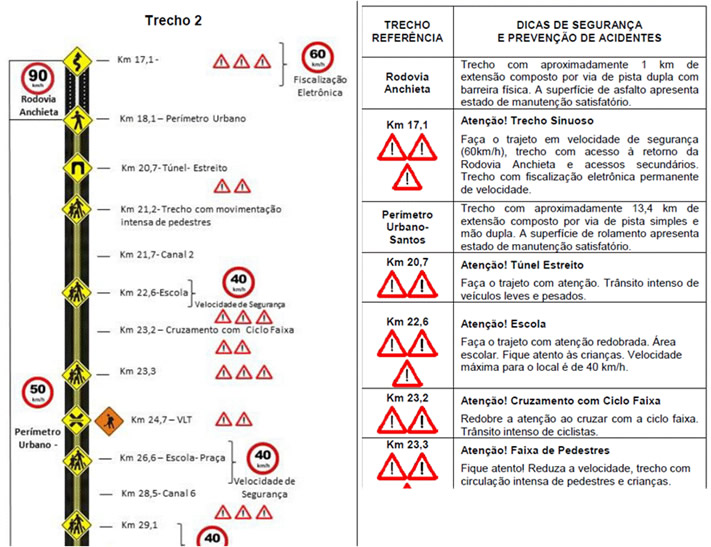 Trecho 2
Km 17,1-
60
km/h
Fiscalização
Eletrônica
90
km/h
Rodovia
Anchieta
Km 18,1 – Perímetro Urbano
Km 20,7- Túnel- Estreito
Km 21,2- Trecho com movimentação
intensa de pedestres
Km 21,7- Canal 2
Km 22,6-Escola
40
km/h
Velocidade de Segurança
Km 23,2 – Cruzamento com Ciclo Faixa
Km 23,3
50
km/h
Perímetro
Urbano -
Km 24,7 – VLT
Km 26,6 – Escola- Praça
40
km/h
Velocidade de
Segurança
Km 28,5- Canal 6
Km 29,1
40
TRECHO
REFERÊNCIA
DICAS DE SEGURANÇA
E PREVENÇÃO DE ACIDENTES
Rodovia
Anchieta
Trecho com aproximadamente 1 km de
extensão composto por via de pista dupla com
barreira física. A superfície de asfalto apresenta
estado de manutenção satisfatório.
Km 17.1
Atenção! Trecho Sinuoso
Faça o trajeto em velocidade de segurança
(60km/h), trecho com acesso à retorno da
Rodovia Anchieta e acessos secundários.
Trecho com fiscalização eletrônica permanente
de velocidade.
Perímetro
Urbano-
Santos
Trecho com aproximadamente 13,4 km de
extensão composto por via de pista simples e
mão dupla. A superfície de rolamento apresenta
estado de manutenção satisfatório.
Km 20,7
Atenção! Túnel Estreito
Faça o trajeto com atenção. Trânsito intenso de
veículos leves e pesados.
Km 22,6
Atenção! Escola
Faça o trajeto com atenção redobrada. Área
escolar. Fique atento às crianças. Velocidade
máxima para o local é de 40 km/h.
Km 23,2
Atenção! Cruzamento com Ciclo Faixa
Redobre a atenção ao cruzar com a ciclo faixa.
Trânsito intenso de ciclistas.
Km 23,3
Atenção! Faixa de Pedestres
Fique atento! Reduza a velocidade, trecho com
circulação intensa de pedestres e crianças.